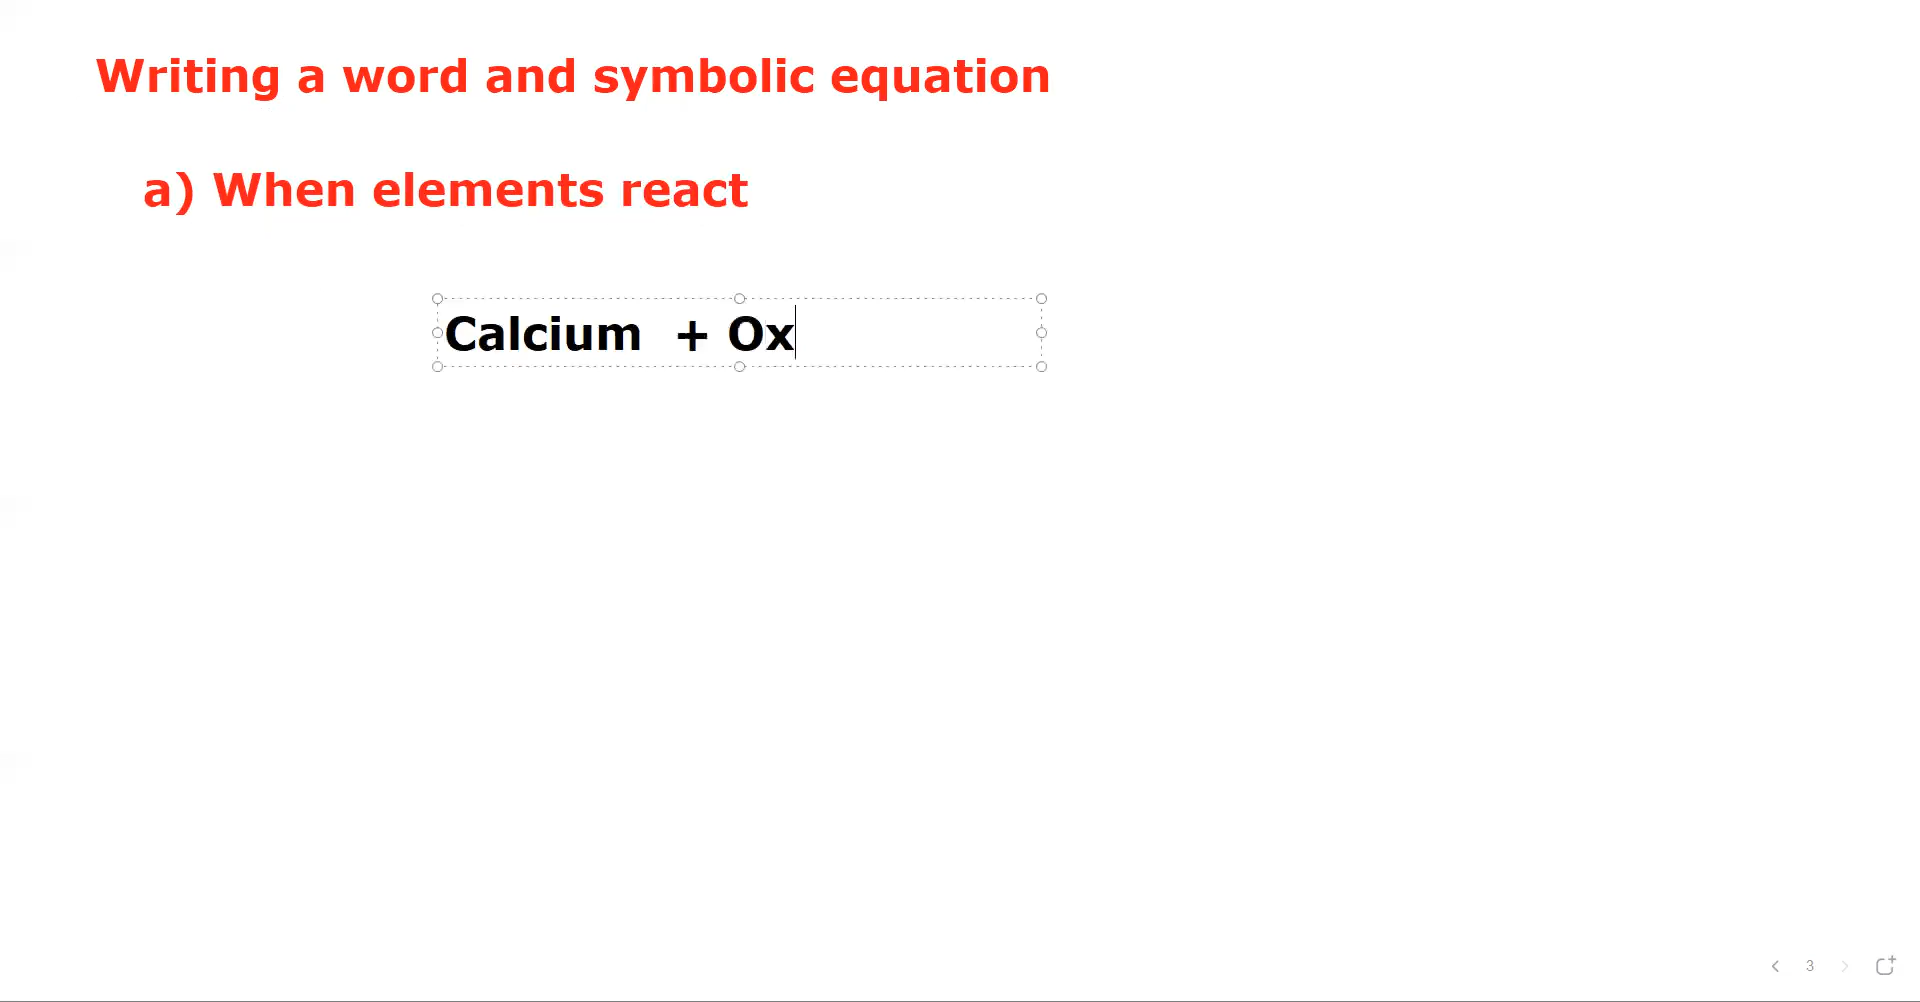 Writing a word and symbolic equation
a) When elements react
Calcium  + Ox
3